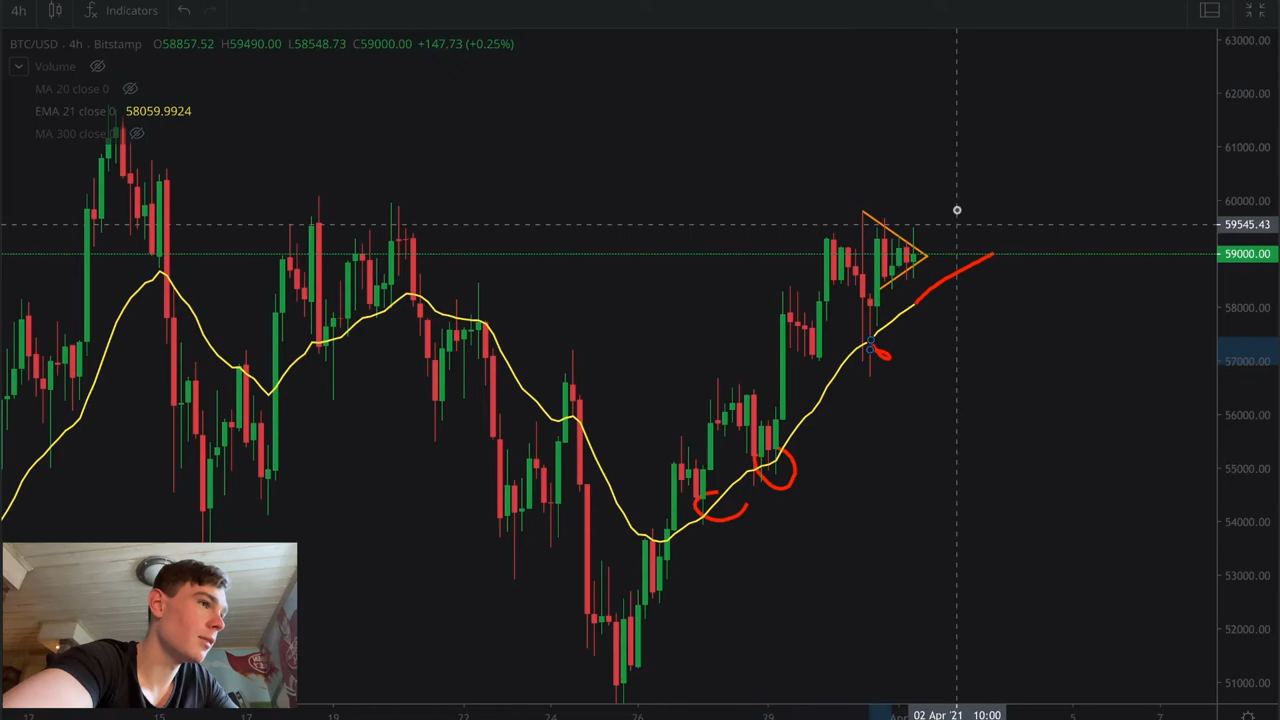 4h Indicators
BTC/USD · 4h · Bitstamp O58857.52 H59490.00 L58548.73 C59000.00 +147.73 (+0.25%)
Volume
MA 20 close 0
EMA 21 close 0 58059.9924
MA 300 close 0
63000.00
62000.00
61000.00
60000.00
59545.43
59000.00
58000.00
57000.00
56000.00
55000.00
54000.00
53000.00
52000.00
51000.00
15 17 19 22 24 26 29 Apr 02 Apr '21 10:00 5 7